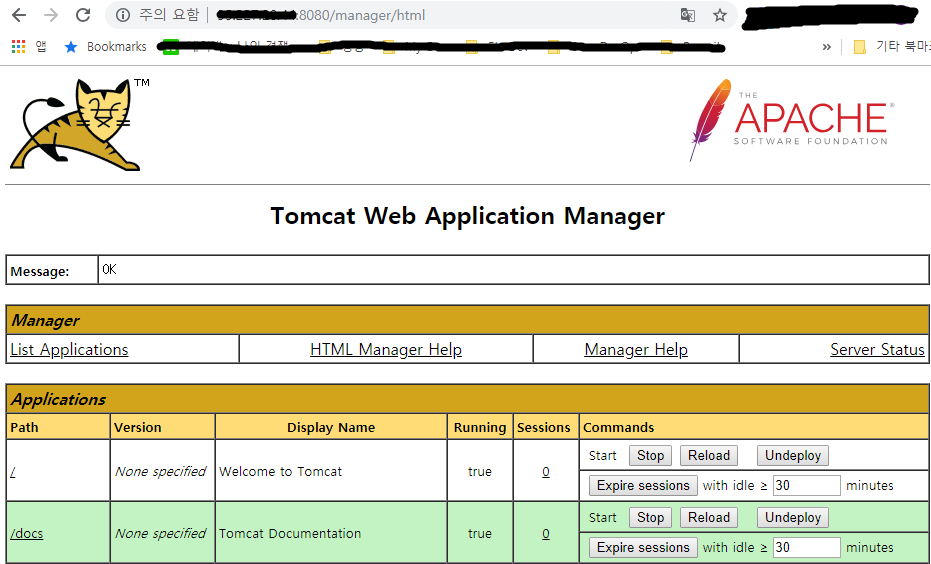 주의 요함 :8080/manager/html
앱 Bookmarks » 기타 북마크
TM
THE
APACHE®
SOFTWARE FOUNDATION
Tomcat Web Application Manager
Message: OK
Manager
List Applications HTML Manager Help Manager Help Server Status
Applications
Path Version Display Name Running Sessions Commands
/ None specified Welcome to Tomcat true 0 Start Stop Reload Undeploy
Expire sessions with idle ≥ 30 minutes
/docs None specified Tomcat Documentation true 0 Start Stop Reload Undeploy
Expire sessions with idle ≥ 30 minutes